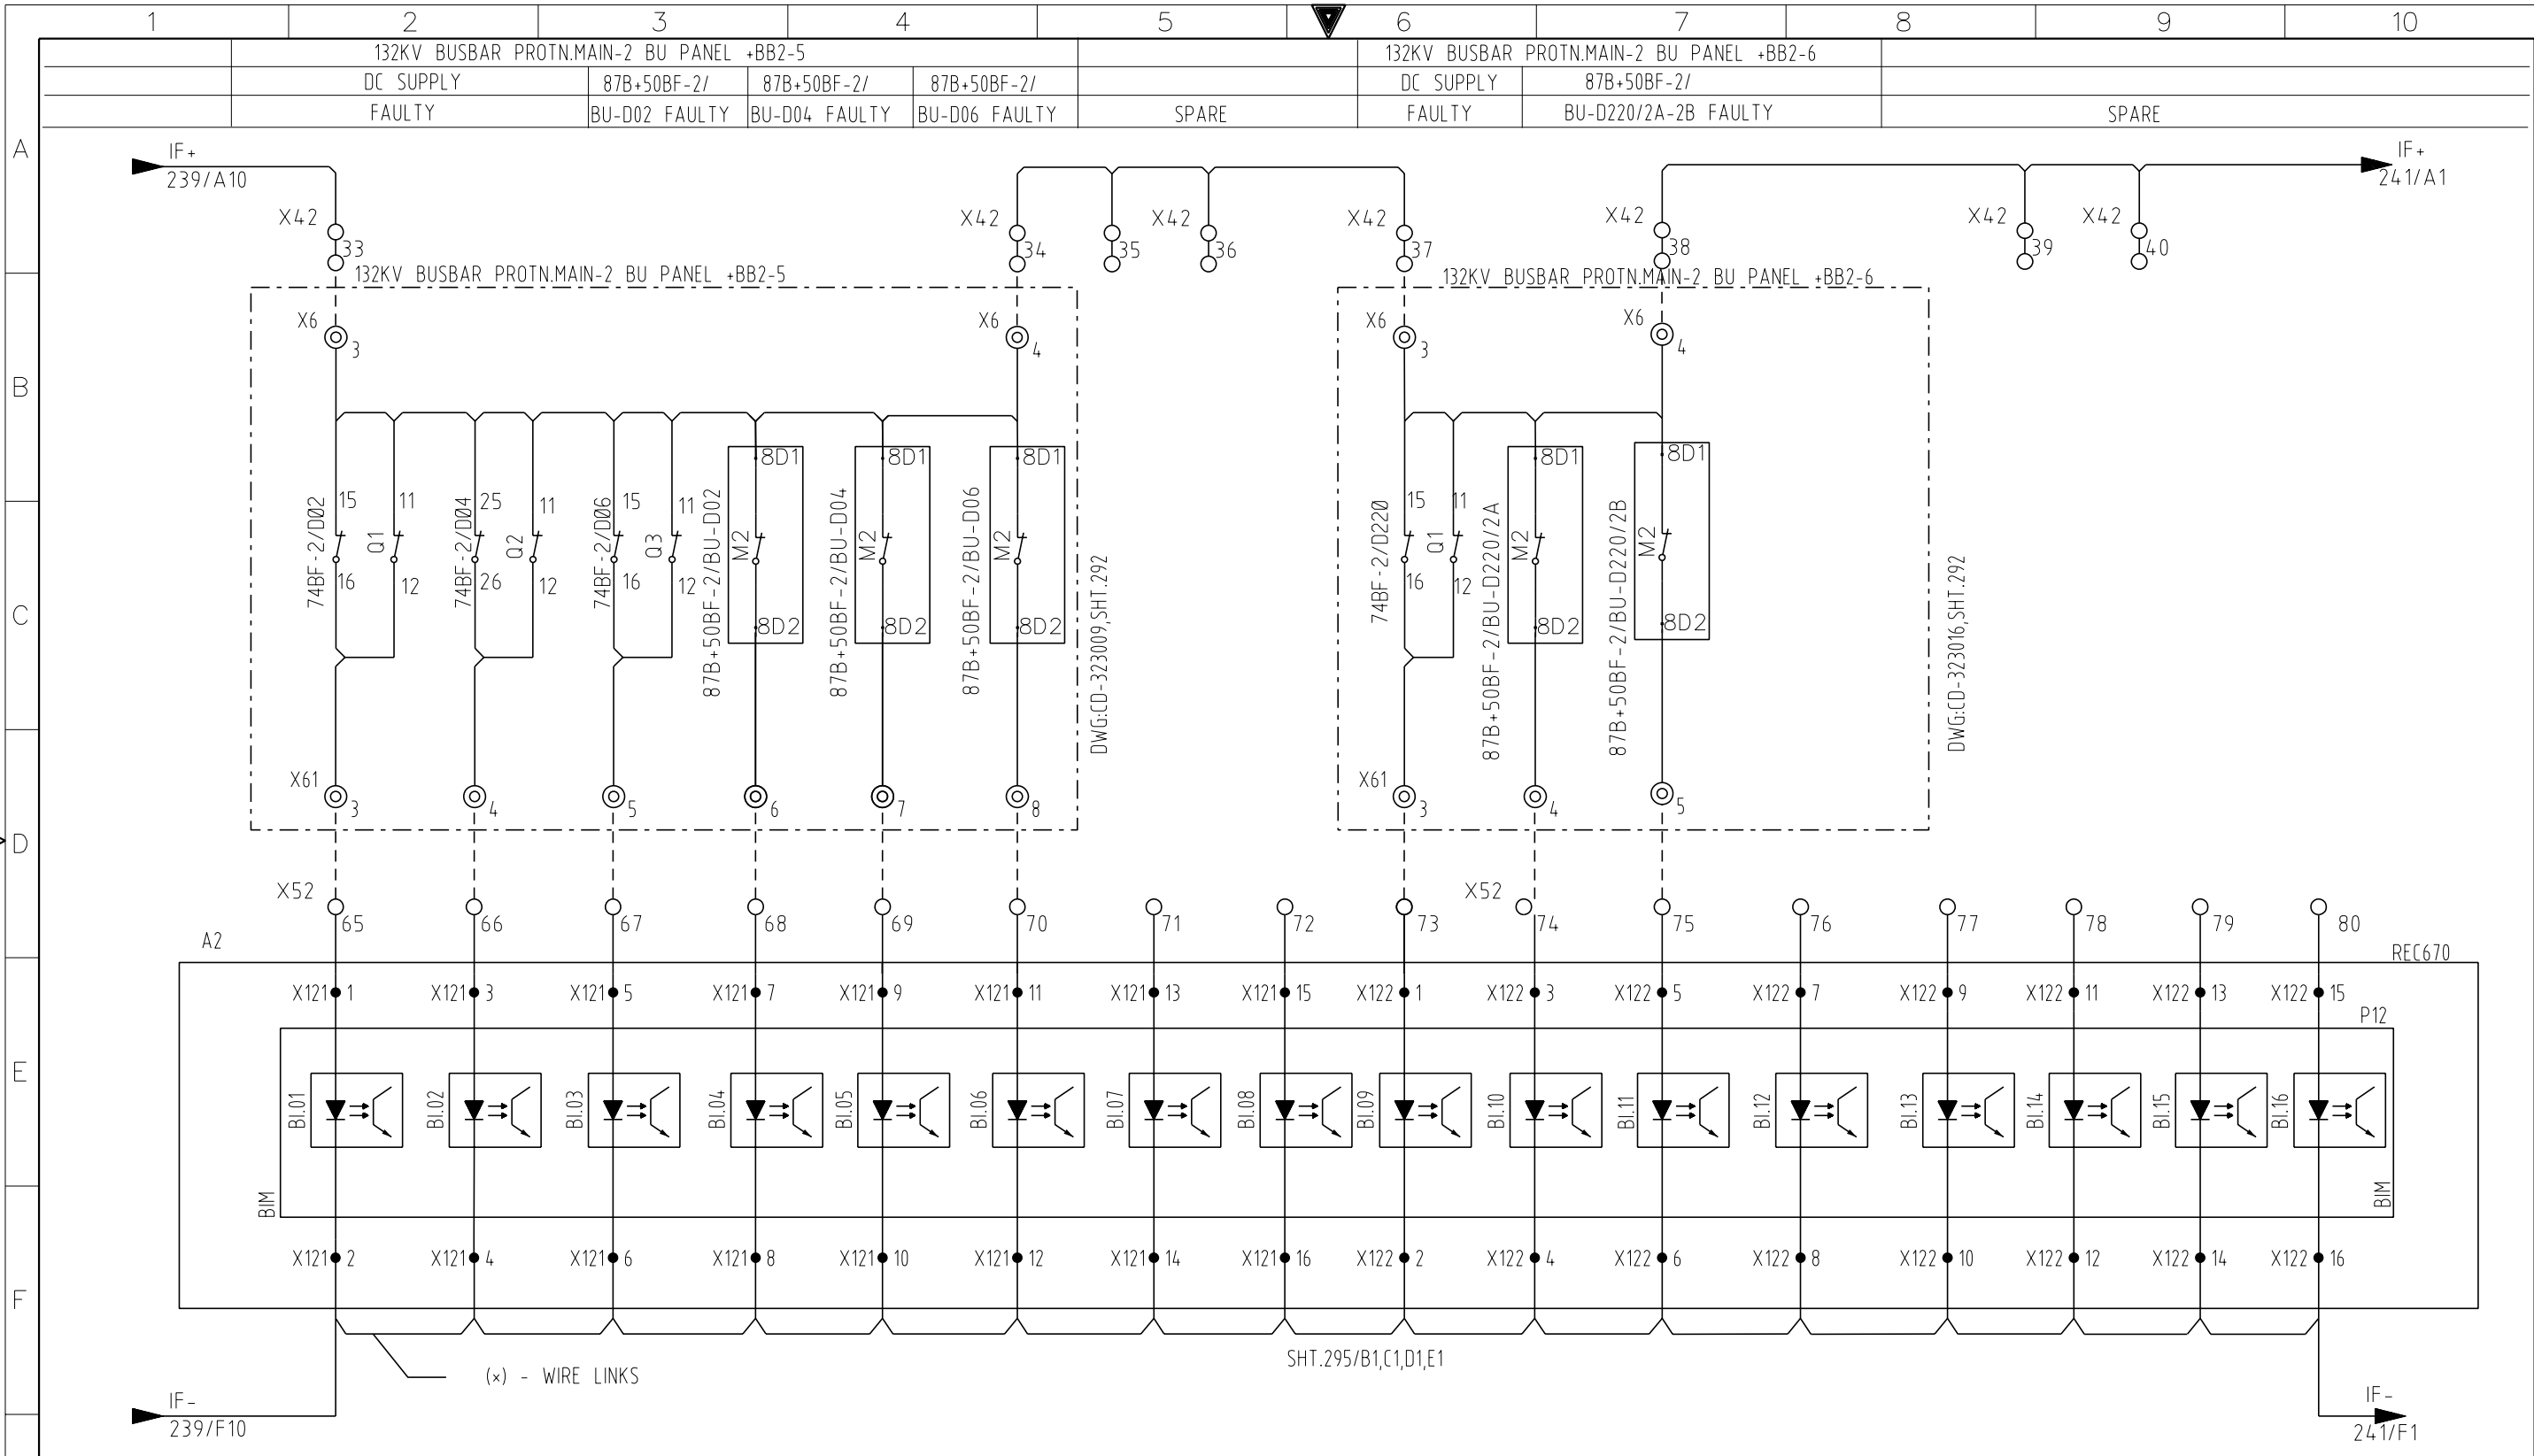 1 2 3 4 5 6 7 8 9 10
132KV BUSBAR PROTN.MAIN-2 BU PANEL +BB2-5 132KV BUSBAR PROTN.MAIN-2 BU PANEL +BB2-6
DC SUPPLY 87B+50BF-2/ 87B+50BF-2/ 87B+50BF-2/ DC SUPPLY 87B+50BF-2/
FAULTY BU-D02 FAULTY BU-D04 FAULTY BU-D06 FAULTY SPARE FAULTY BU-D220/2A-2B FAULTY SPARE
A
IF+ IF+
239/A10 241/A1
X42 X42 X42 X42 X42 X42 X42
33 34 35 36 37 38 39 40
132KV BUSBAR PROTN.MAIN-2 BU PANEL +BB2-5 132KV BUSBAR PROTN.MAIN-2 BU PANEL +BB2-6
X6 X6 X6 X6
3 4 3 4
B
8D1 8D1 8D1 8D1 8D1
15 11 25 11 15 11 15 11
74BF-2/D02 Q1 74BF-2/D04 Q2 74BF-2/D06 Q3 87B+50BF-2/BU-D02 M2 87B+50BF-2/BU-D04 M2 87B+50BF-2/BU-D06 M2 74BF-2/D220 Q1 87B+50BF-2/BU-D220/2A M2 87B+50BF-2/BU-D220/2B M2
16 12 26 12 16 12 16 12
C
8D2 8D2 8D2 8D2 8D2
DWG:CD-323009,SHT.292
DWG:CD-323016,SHT.292
X61 X61
3 4 5 6 7 8 3 4 5
D
X52 X52
65 66 67 68 69 70 71 72 73 74 75 76 77 78 79 80
A2 REC670
X121 1 X121 3 X121 5 X121 7 X121 9 X121 11 X121 13 X121 15 X122 1 X122 3 X122 5 X122 7 X122 9 X122 11 X122 13 X122 15
P12
E
BI.01 BI.02 BI.03 BI.04 BI.05 BI.06 BI.07 BI.08 BI.09 BI.10 BI.11 BI.12 BI.13 BI.14 BI.15 BI.16
BIM BIM
X121 2 X121 4 X121 6 X121 8 X121 10 X121 12 X121 14 X121 16 X122 2 X122 4 X122 6 X122 8 X122 10 X122 12 X122 14 X122 16
F
SHT.295/B1,C1,D1,E1
(x) - WIRE LINKS
IF- IF-
239/F10 241/F1